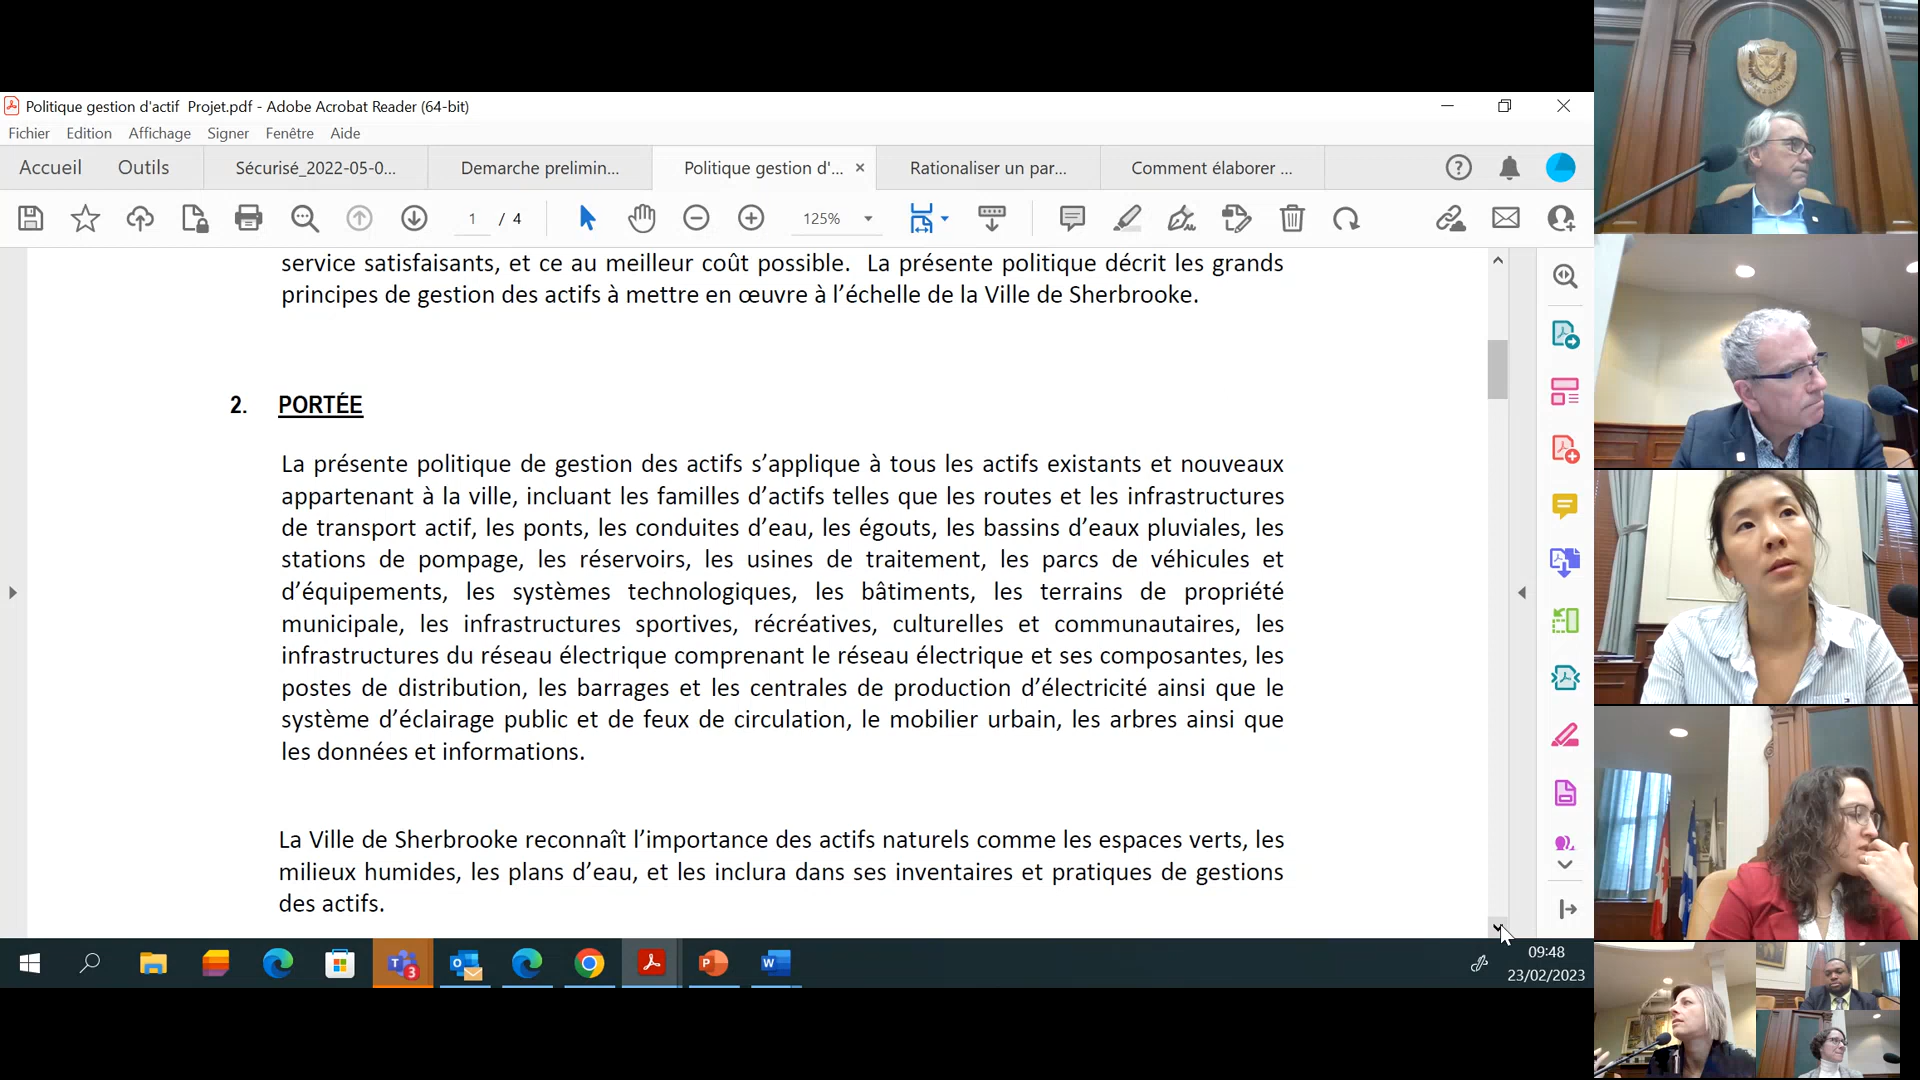 Politique gestion d'actif  Projet.pdf - Adobe Acrobat Reader (64-bit)
Fichier Edition Affichage Signer Fenêtre Aide
Accueil Outils Sécurisé_2022-05-0... Demarche prelimin... Politique gestion d'... × Rationaliser un par... Comment élaborer ...
1 / 4 125%
service satisfaisants, et ce au meilleur coût possible.  La présente politique décrit les grands
principes de gestion des actifs à mettre en œuvre à l’échelle de la Ville de Sherbrooke.
2. PORTÉE
La présente politique de gestion des actifs s’applique à tous les actifs existants et nouveaux
appartenant à la ville, incluant les familles d’actifs telles que les routes et les infrastructures
de transport actif, les ponts, les conduites d’eau, les égouts, les bassins d’eaux pluviales, les
stations de pompage, les réservoirs, les usines de traitement, les parcs de véhicules et
d’équipements, les systèmes technologiques, les bâtiments, les terrains de propriété
municipale, les infrastructures sportives, récréatives, culturelles et communautaires, les
infrastructures du réseau électrique comprenant le réseau électrique et ses composantes, les
postes de distribution, les barrages et les centrales de production d’électricité ainsi que le
système d’éclairage public et de feux de circulation, le mobilier urbain, les arbres ainsi que
les données et informations.
La Ville de Sherbrooke reconnaît l’importance des actifs naturels comme les espaces verts, les
milieux humides, les plans d’eau, et les inclura dans ses inventaires et pratiques de gestions
des actifs.
3
09:48
23/02/2023